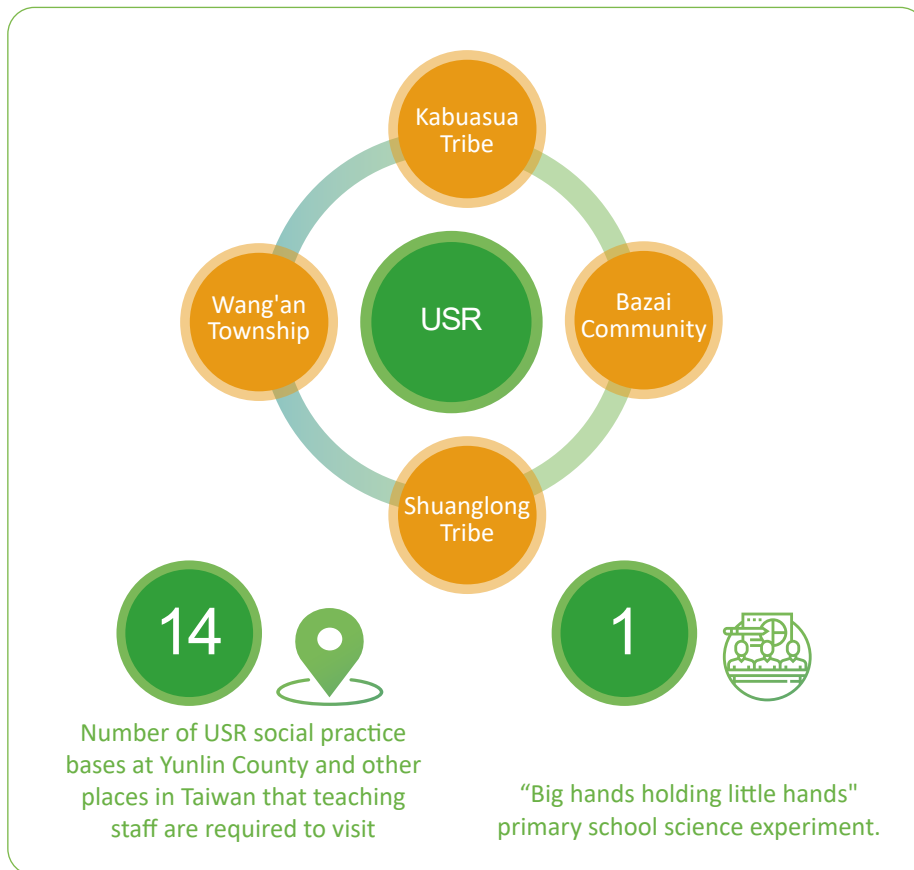 Kabuasua
Tribe
Wang'an
Township
USR
Bazai
Community
Shuanglong
Tribe
14
Number of USR social practice
bases at Yunlin County and other
places in Taiwan that teaching
staff are required to visit
1
“Big hands holding little hands"
primary school science experiment.